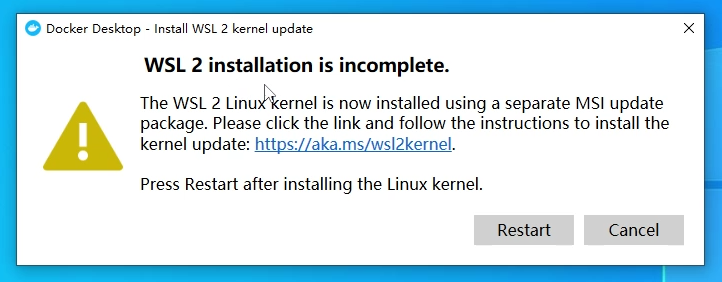 Docker Desktop - Install WSL 2 kernel update
WSL 2 installation is incomplete.
The WSL 2 Linux kernel is now installed using a separate MSI update
package. Please click the link and follow the instructions to install the
kernel update: https://aka.ms/wsl2kernel.
Press Restart after installing the Linux kernel.
Restart
Cancel